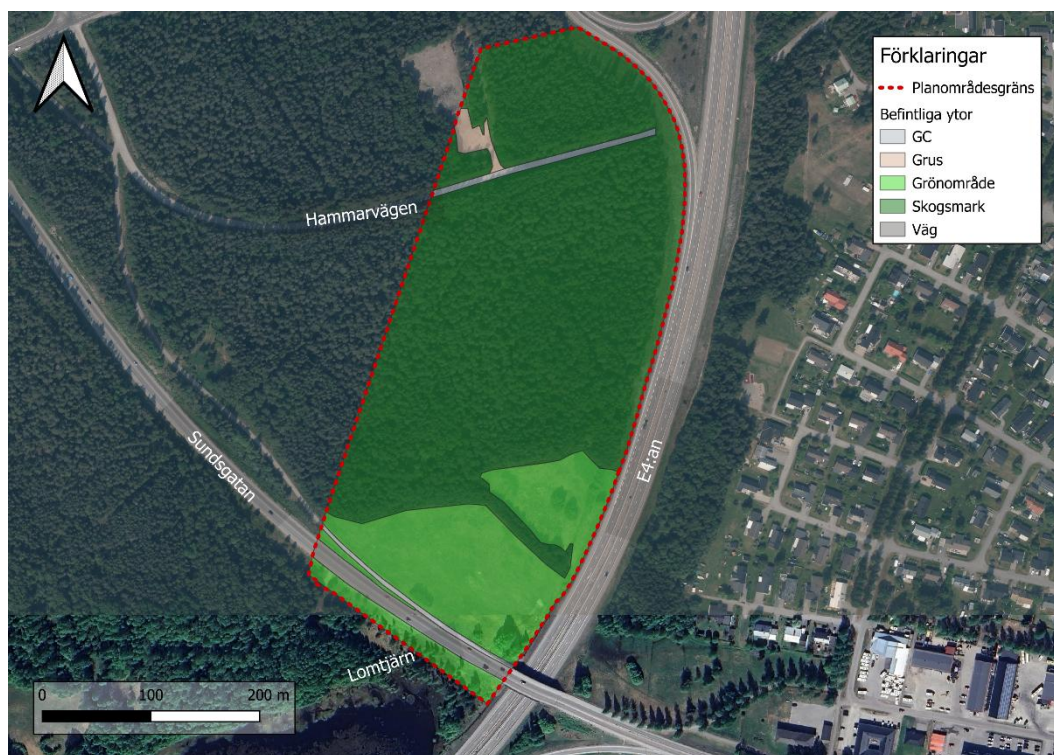 Förklaringar
Planområdesgräns
Befintliga ytor
GC
Grus
Grönområde
Skogsmark
Väg
Hammarvägen
Sundsgatan
E4:an
Lomtjärn
0 100 200 m